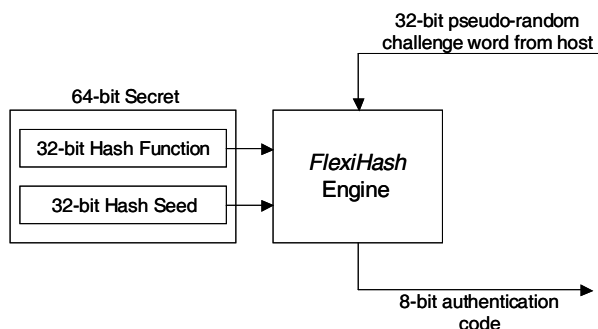 32-bit pseudo-random
challenge word from host
64-bit Secret
32-bit Hash Function
32-bit Hash Seed
FlexiHash
Engine
8-bit authentication
code